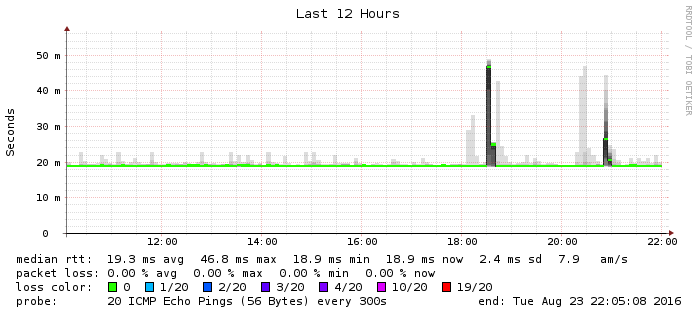 Last 12 Hours
RRDTOOL / TOBI OETIKER
Seconds
50 m
40 m
30 m
20 m
10 m
0
12:00 14:00 16:00 18:00 20:00 22:00
median rtt: 19.3 ms avg 46.8 ms max 18.9 ms min 18.9 ms now 2.4 ms sd 7.9 am/s
packet loss: 0.00 % avg 0.00 % max 0.00 % min 0.00 % now
loss color: 0 1/20 2/20 3/20 4/20 10/20 19/20
probe: 20 ICMP Echo Pings (56 Bytes) every 300s end: Tue Aug 23 22:05:08 2016